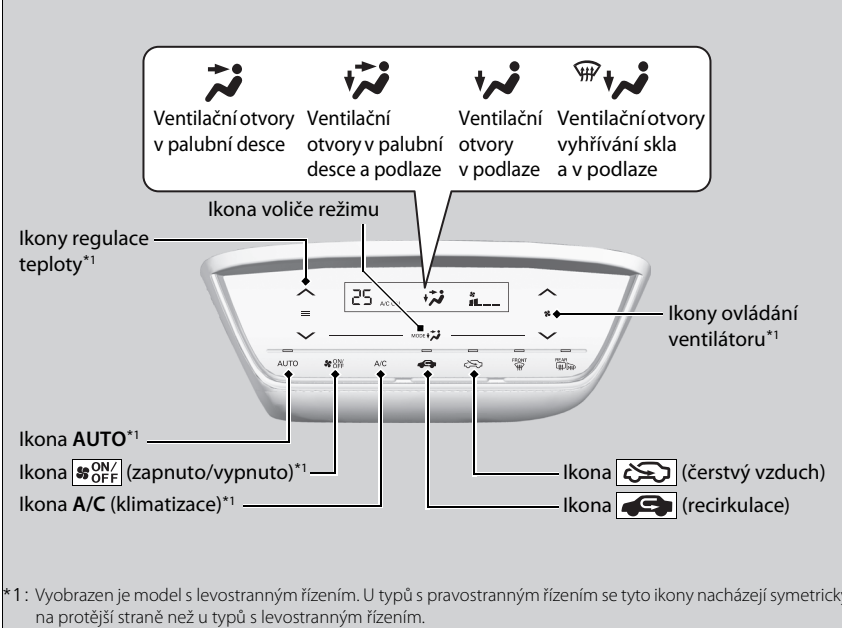 Ventilační otvory
v palubní desce
Ventilační
otvory v palubní
desce a podlaze
Ventilační
otvory
v podlaze
Ventilační otvory
vyhřívání skla
a v podlaze
Ikona voliče režimu
Ikony regulace
teploty*1
25 A/C ON
MODE
Ikony ovládání
ventilátoru*1
AUTO
ON/
OFF
A/C
FRONT
REAR
Ikona AUTO*1
Ikona ON/OFF (zapnuto/vypnuto)*1
Ikona A/C (klimatizace)*1
Ikona (čerstvý vzduch)
Ikona (recirkulace)
*1: Vyobrazen je model s levostranným řízením. U typů s pravostranným řízením se tyto ikony nacházejí symetricky
na protější straně než u typů s levostranným řízením.